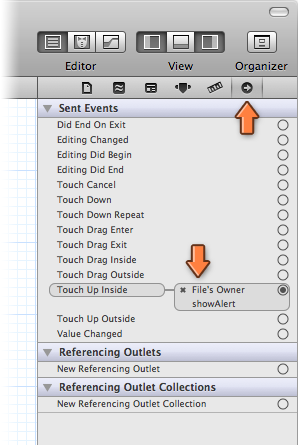 Editor View Organizer
Sent Events
Did End On Exit
Editing Changed
Editing Did Begin
Editing Did End
Touch Cancel
Touch Down
Touch Down Repeat
Touch Drag Enter
Touch Drag Exit
Touch Drag Inside
Touch Drag Outside
Touch Up Inside File's Owner
showAlert
Touch Up Outside
Value Changed
Referencing Outlets
New Referencing Outlet
Referencing Outlet Collections
New Referencing Outlet Collection